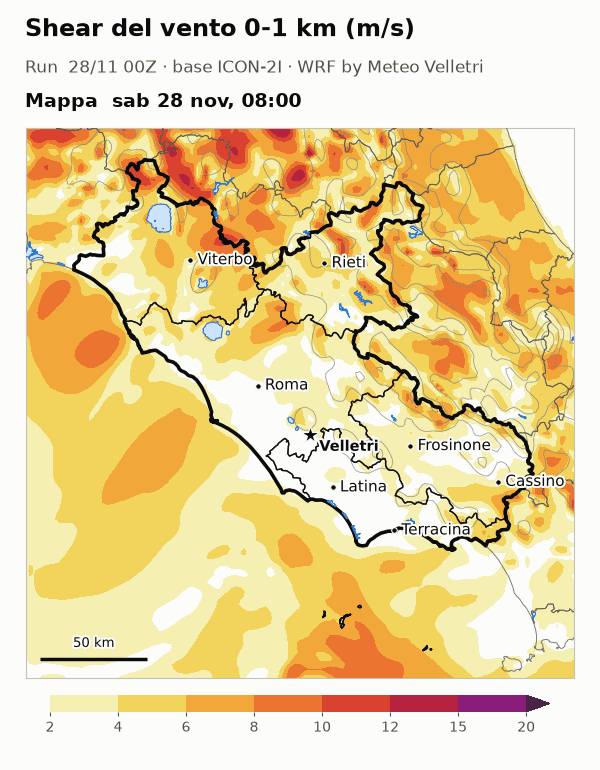 Shear del vento 0-1 km (m/s)
Run  28/11 00Z · base ICON-2I · WRF by Meteo Velletri
Mappa  sab 28 nov, 08:00
Viterbo
Rieti
Roma
Velletri
Frosinone
Cassino
Latina
Terracina
50 km
2 4 6 8 10 12 15 20